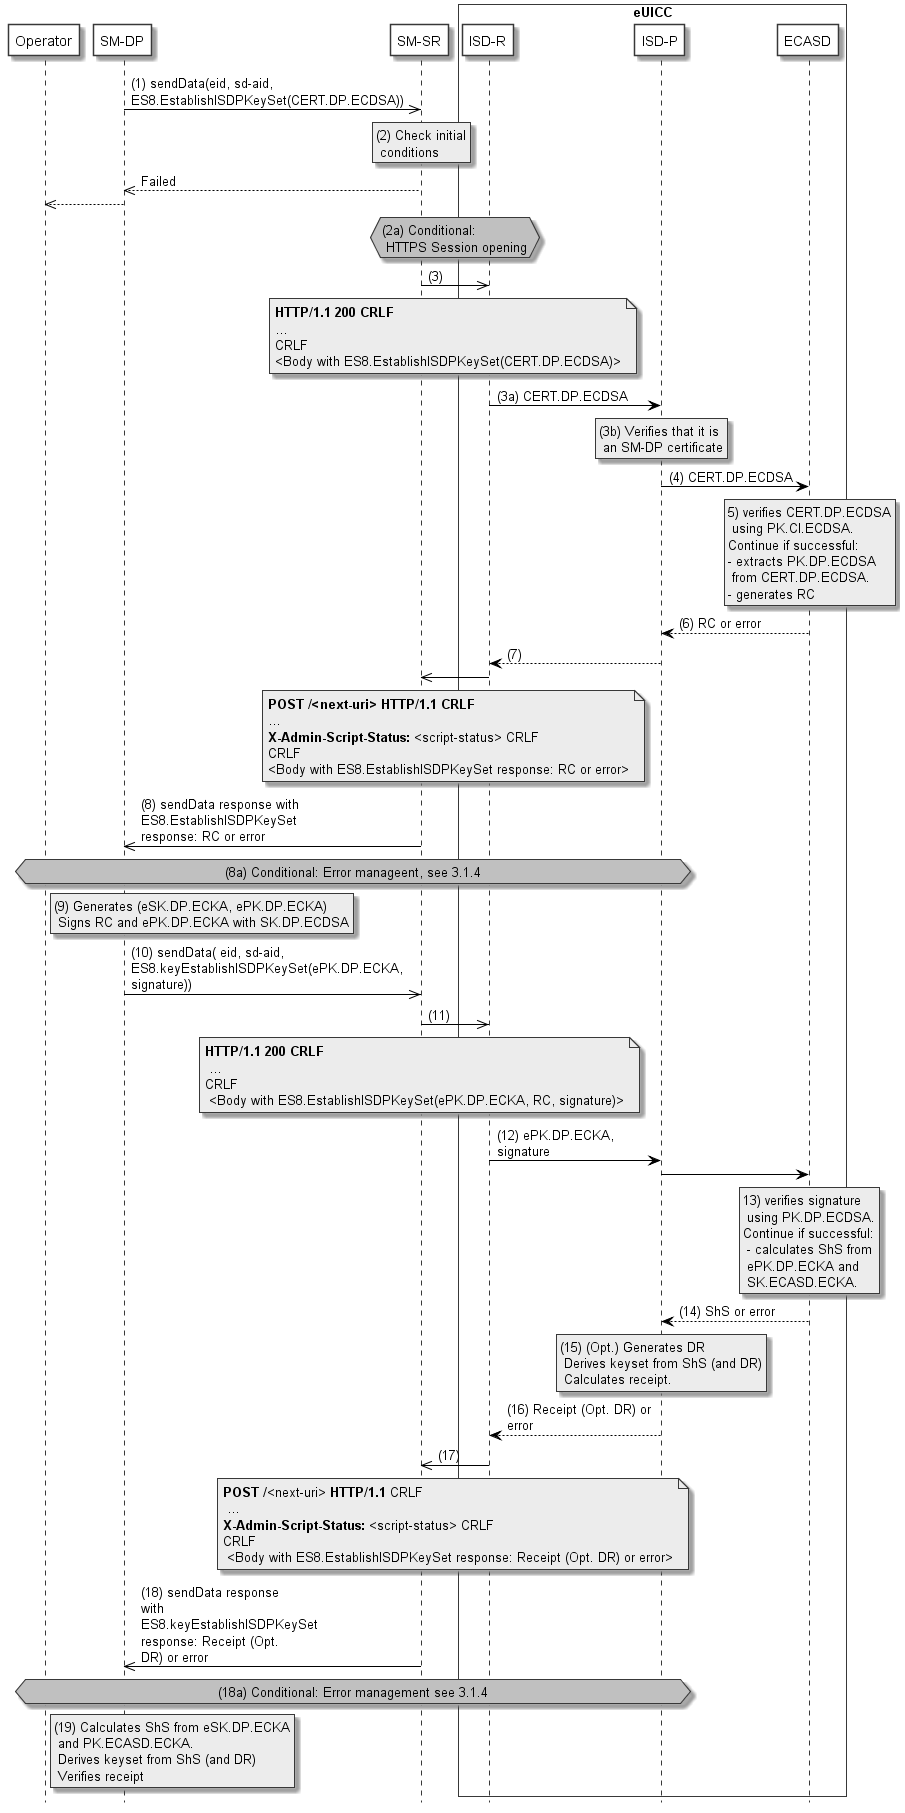 eUICC
Operator
SM-DP
SM-SR
ISD-R
ISD-P
ECASD
(1) sendData(eid, sd-aid,
ES8.EstablishISDPKeySet(CERT.DP.ECDSA))
(2) Check initial
conditions
Failed
(2a) Conditional:
HTTPS Session opening
(3)
HTTP/1.1 200 CRLF
...
CRLF
<Body with ES8.EstablishISDPKeySet(CERT.DP.ECDSA)>
(3a) CERT.DP.ECDSA
(3b) Verifies that it is
an SM-DP certificate
(4) CERT.DP.ECDSA
5) verifies CERT.DP.ECDSA
using PK.CI.ECDSA.
Continue if successful:
- extracts PK.DP.ECDSA
from CERT.DP.ECDSA.
- generates RC
(6) RC or error
(7)
POST /<next-uri> HTTP/1.1 CRLF
...
X-Admin-Script-Status: <script-status> CRLF
CRLF
<Body with ES8.EstablishISDPKeySet response: RC or error>
(8) sendData response with
ES8.EstablishISDPKeySet
response: RC or error
(8a) Conditional: Error manageent, see 3.1.4
(9) Generates (eSK.DP.ECKA, ePK.DP.ECKA)
Signs RC and ePK.DP.ECKA with SK.DP.ECDSA
(10) sendData( eid, sd-aid,
ES8.keyEstablishISDPKeySet(ePK.DP.ECKA,
signature))
(11)
HTTP/1.1 200 CRLF
...
CRLF
<Body with ES8.EstablishISDPKeySet(ePK.DP.ECKA, RC, signature)>
(12) ePK.DP.ECKA,
signature
13) verifies signature
using PK.DP.ECDSA.
Continue if successful:
- calculates ShS from
ePK.DP.ECKA and
SK.ECASD.ECKA.
(14) ShS or error
(15) (Opt.) Generates DR
Derives keyset from ShS (and DR)
Calculates receipt.
(16) Receipt (Opt. DR) or
error
(17)
POST /<next-uri> HTTP/1.1 CRLF
...
X-Admin-Script-Status: <script-status> CRLF
CRLF
<Body with ES8.EstablishISDPKeySet response: Receipt (Opt. DR) or error>
(18) sendData response
with
ES8.keyEstablishISDPKeySet
response: Receipt (Opt.
DR) or error
(18a) Conditional: Error management see 3.1.4
(19) Calculates ShS from eSK.DP.ECKA
and PK.ECASD.ECKA.
Derives keyset from ShS (and DR)
Verifies receipt